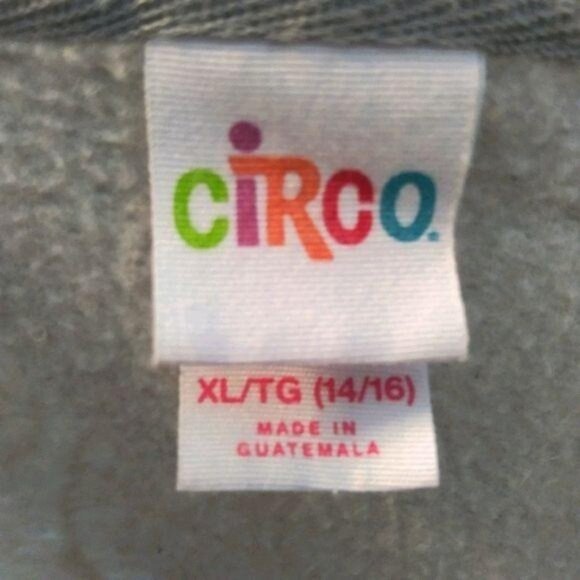 CiRCO.
XL/TG (14/16)
MADE IN
GUATEMALA